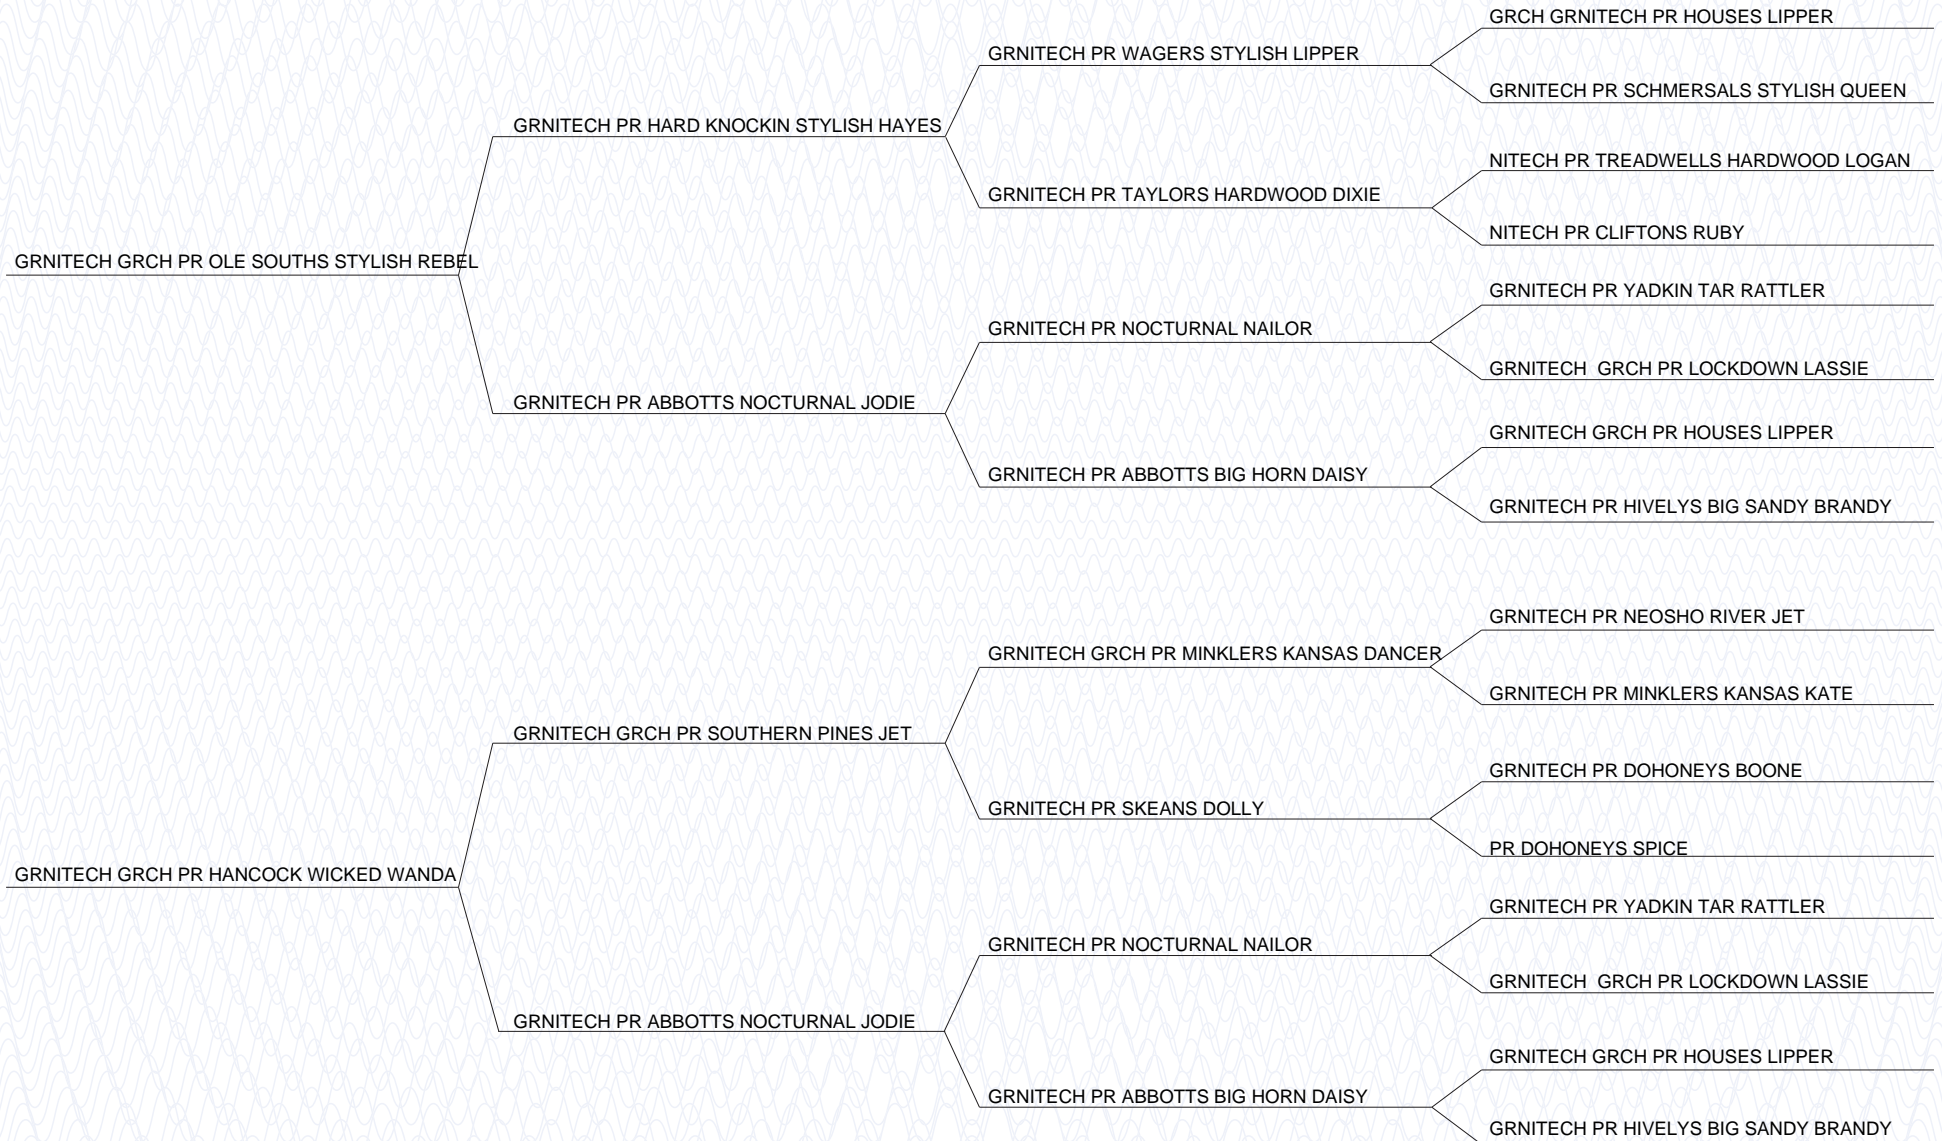 GRCH GRNITECH PR HOUSES LIPPER
GRNITECH PR WAGERS STYLISH LIPPER
GRNITECH PR SCHMERSALS STYLISH QUEEN
GRNITECH PR HARD KNOCKIN STYLISH HAYES
NITECH PR TREADWELLS HARDWOOD LOGAN
GRNITECH PR TAYLORS HARDWOOD DIXIE
NITECH PR CLIFTONS RUBY
GRNITECH GRCH PR OLE SOUTHS STYLISH REBEL
GRNITECH PR YADKIN TAR RATTLER
GRNITECH PR NOCTURNAL NAILOR
GRNITECH  GRCH PR LOCKDOWN LASSIE
GRNITECH PR ABBOTTS NOCTURNAL JODIE
GRNITECH GRCH PR HOUSES LIPPER
GRNITECH PR ABBOTTS BIG HORN DAISY
GRNITECH PR HIVELYS BIG SANDY BRANDY
GRNITECH PR NEOSHO RIVER JET
GRNITECH GRCH PR MINKLERS KANSAS DANCER
GRNITECH PR MINKLERS KANSAS KATE
GRNITECH GRCH PR SOUTHERN PINES JET
GRNITECH PR DOHONEYS BOONE
GRNITECH PR SKEANS DOLLY
PR DOHONEYS SPICE
GRNITECH GRCH PR HANCOCK WICKED WANDA
GRNITECH PR YADKIN TAR RATTLER
GRNITECH PR NOCTURNAL NAILOR
GRNITECH  GRCH PR LOCKDOWN LASSIE
GRNITECH PR ABBOTTS NOCTURNAL JODIE
GRNITECH GRCH PR HOUSES LIPPER
GRNITECH PR ABBOTTS BIG HORN DAISY
GRNITECH PR HIVELYS BIG SANDY BRANDY